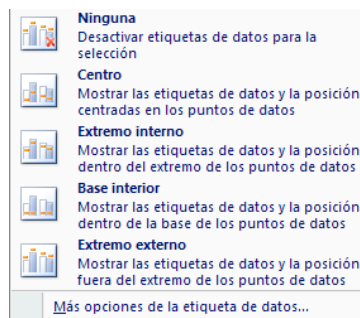 Ninguna
Desactivar etiquetas de datos para la
selección
Centro
Mostrar las etiquetas de datos y la posición
centradas en los puntos de datos
Extremo interno
Mostrar las etiquetas de datos y la posición
dentro del extremo de los puntos de datos
Base interior
Mostrar las etiquetas de datos y la posición
dentro de la base de los puntos de datos
Extremo externo
Mostrar las etiquetas de datos y la posición
fuera del extremo de los puntos de datos
Más opciones de la etiqueta de datos...